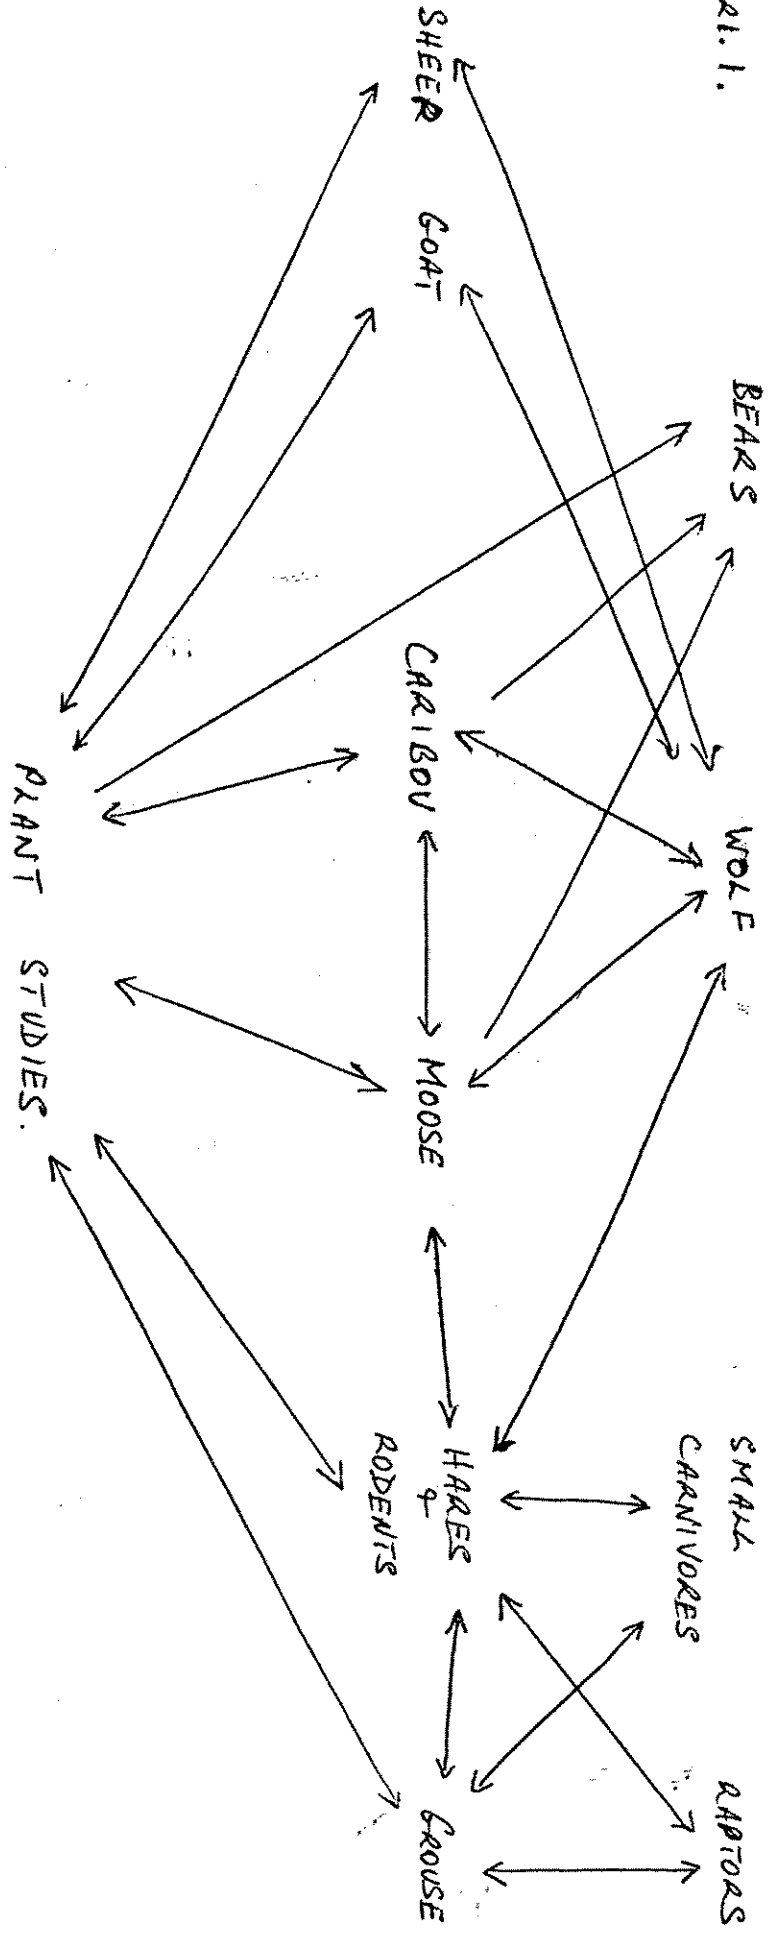 BEARS
WOLF
SMALL
CARNIVORES
RAPTORS
SHEEP
GOAT
CARIBOU
MOOSE
HARES
&
RODENTS
GROUSE
PLANT STUDIES.